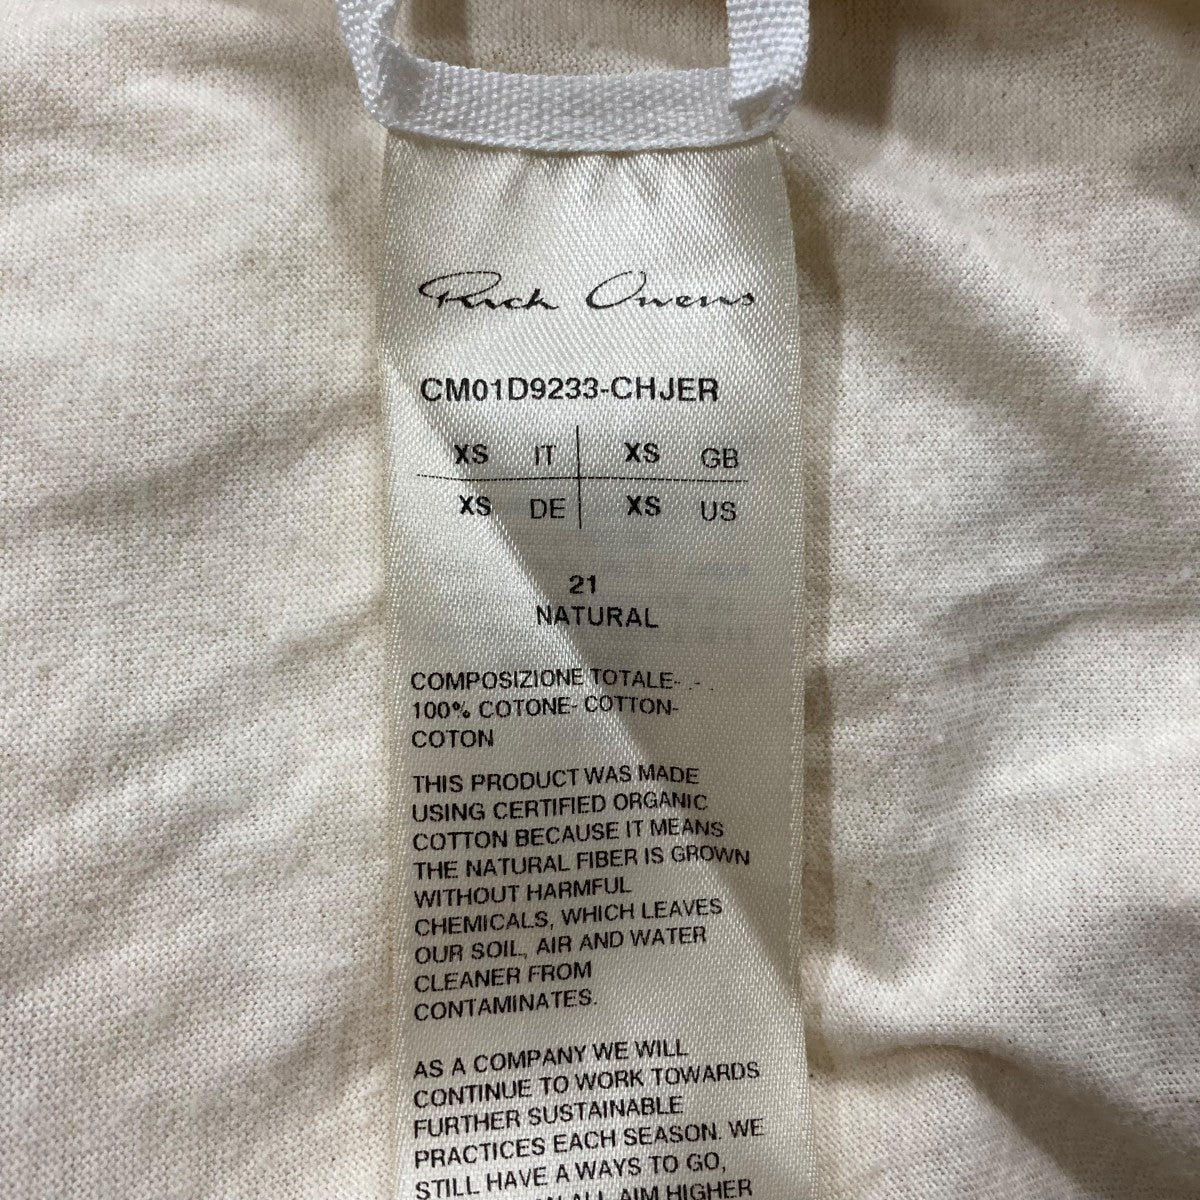 Rick Owens
CM01D9233-CHJER
XS IT XS GB
XS DE XS US
21
NATURAL
COMPOSIZIONE TOTALE- .- .
100% COTONE- COTTON-
COTON
THIS PRODUCT WAS MADE
USING CERTIFIED ORGANIC
COTTON BECAUSE IT MEANS
THE NATURAL FIBER IS GROWN
WITHOUT HARMFUL
CHEMICALS, WHICH LEAVES
OUR SOIL, AIR AND WATER
CLEANER FROM
CONTAMINATES.
AS A COMPANY WE WILL
CONTINUE TO WORK TOWARDS
FURTHER SUSTAINABLE
PRACTICES EACH SEASON. WE
STILL HAVE A WAYS TO GO,
ALL AIM HIGHER